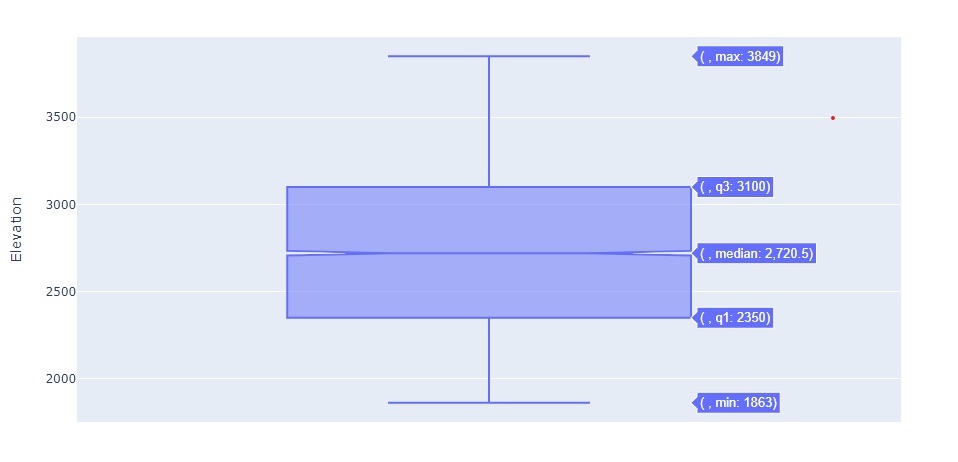 Elevation
( , max: 3849)
3500
( , q3: 3100)
3000
( , median: 2,720.5)
2500
( , q1: 2350)
2000
( , min: 1863)